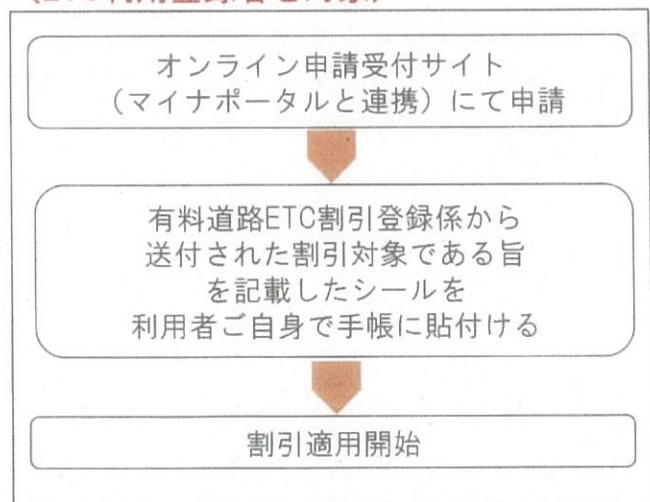 オンライン申請受付サイト
（マイナポータルと連携）にて申請
有料道路ETC割引登録係から
送付された割引対象である旨
を記載したシールを
利用者ご自身で手帳に貼付ける
割引適用開始